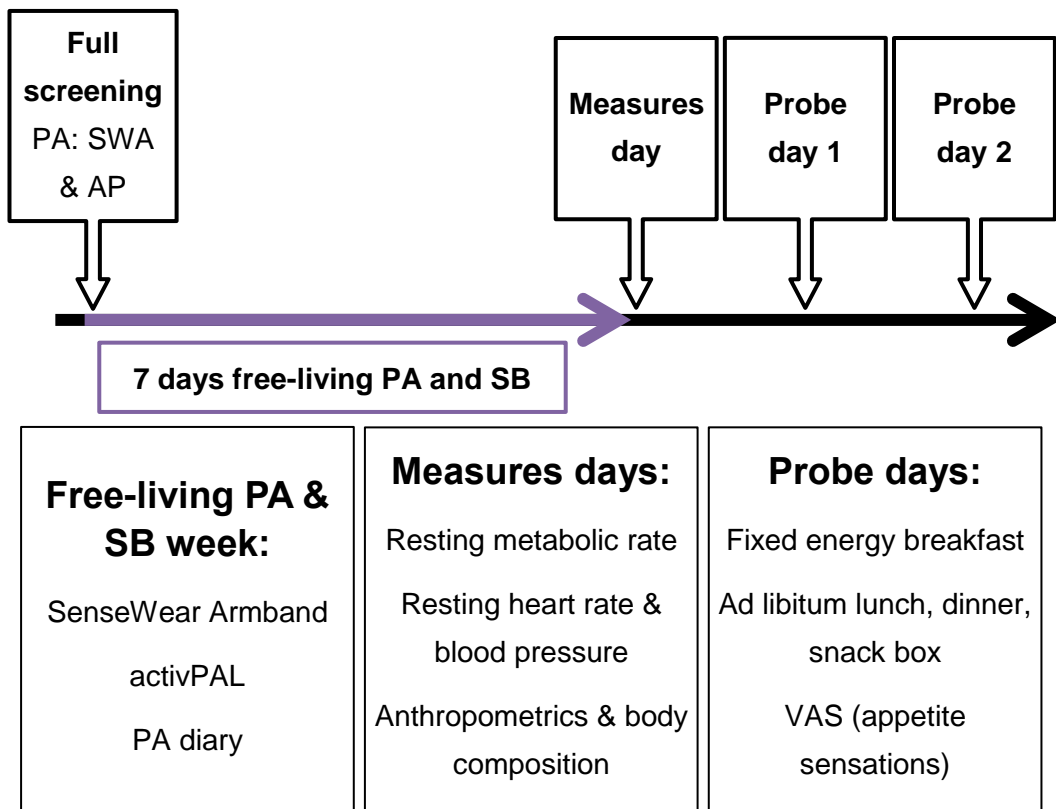 Full
screening
PA: SWA
& AP
Measures
day
Probe
day 1
Probe
day 2
7 days free-living PA and SB
Free-living PA &
SB week:
SenseWear Armband
activPAL
PA diary
Measures days:
Resting metabolic rate
Resting heart rate &
blood pressure
Anthropometrics & body
composition
Probe days:
Fixed energy breakfast
Ad libitum lunch, dinner,
snack box
VAS (appetite
sensations)